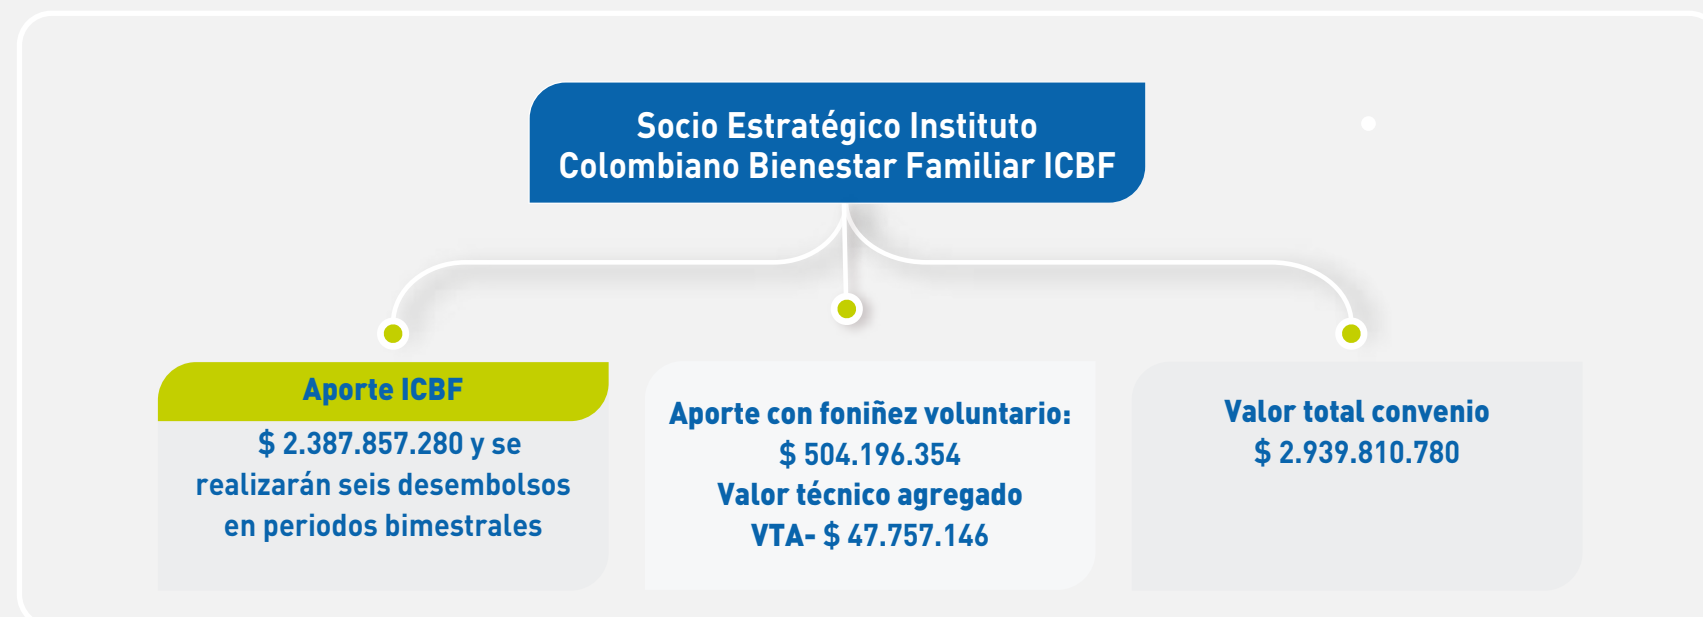 Socio Estratégico Instituto
Colombiano Bienestar Familiar ICBF
Aporte ICBF
$ 2.387.857.280 y se
realizarán seis desembolsos
en periodos bimestrales
Aporte con foniñez voluntario:
$ 504.196.354
Valor técnico agregado
VTA- $ 47.757.146
Valor total convenio
$ 2.939.810.780